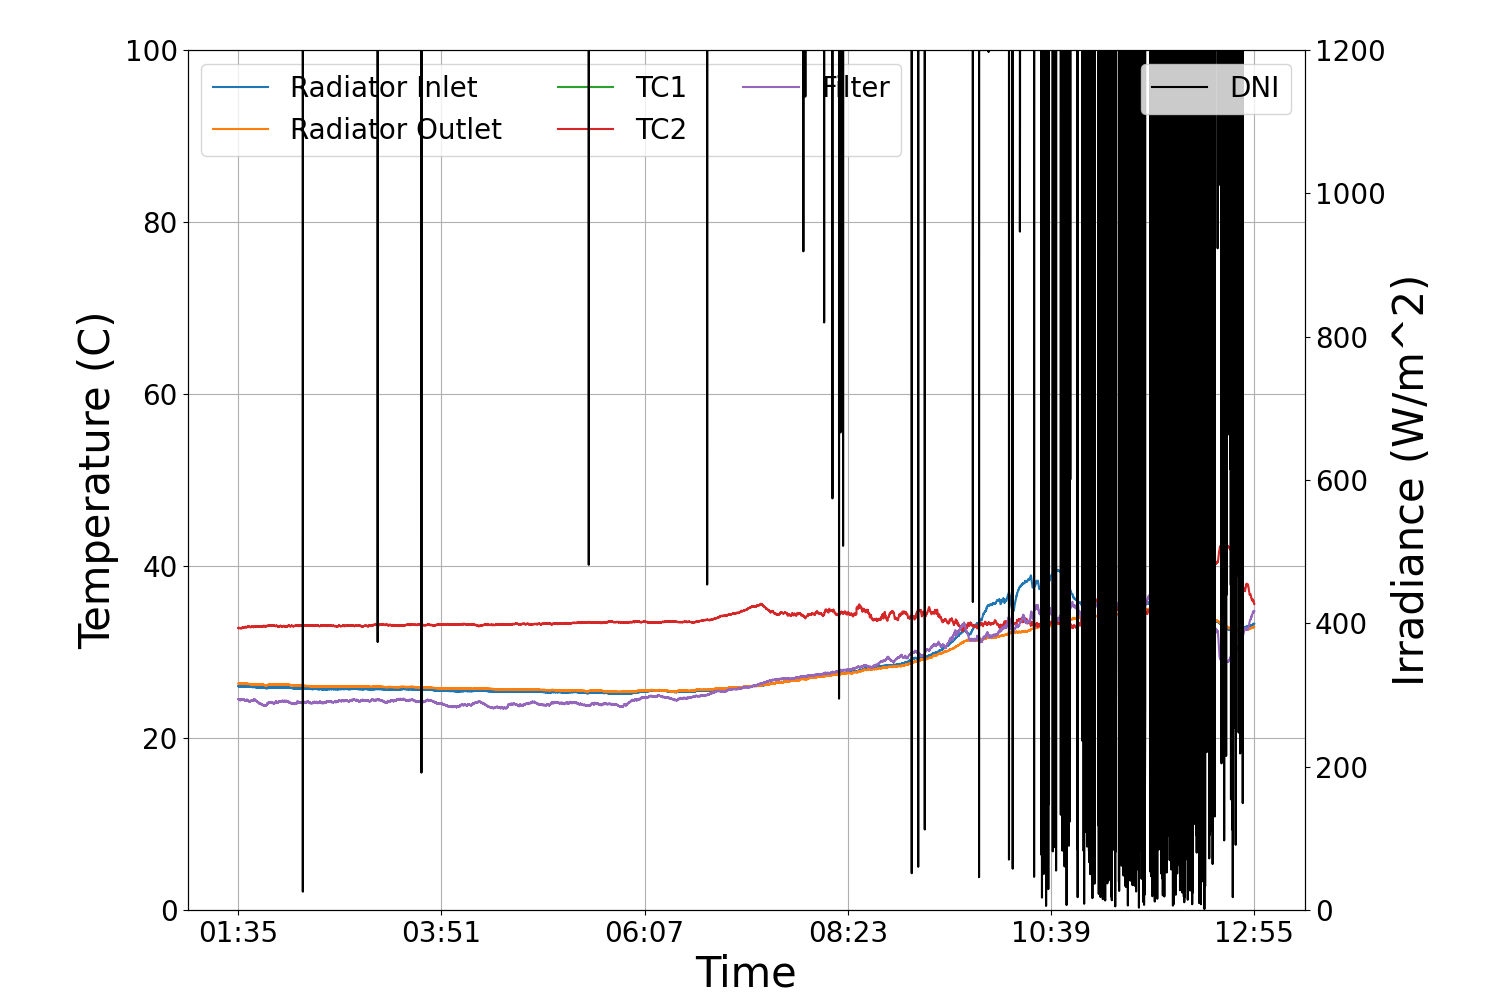 100
80
60
40
20
0
Temperature (C)
Radiator Inlet
Radiator Outlet
TC1
TC2
Filter
DNI
1200
1000
800
600
400
200
0
Irradiance (W/m^2)
01:35
03:51
06:07
08:23
10:39
12:55
Time